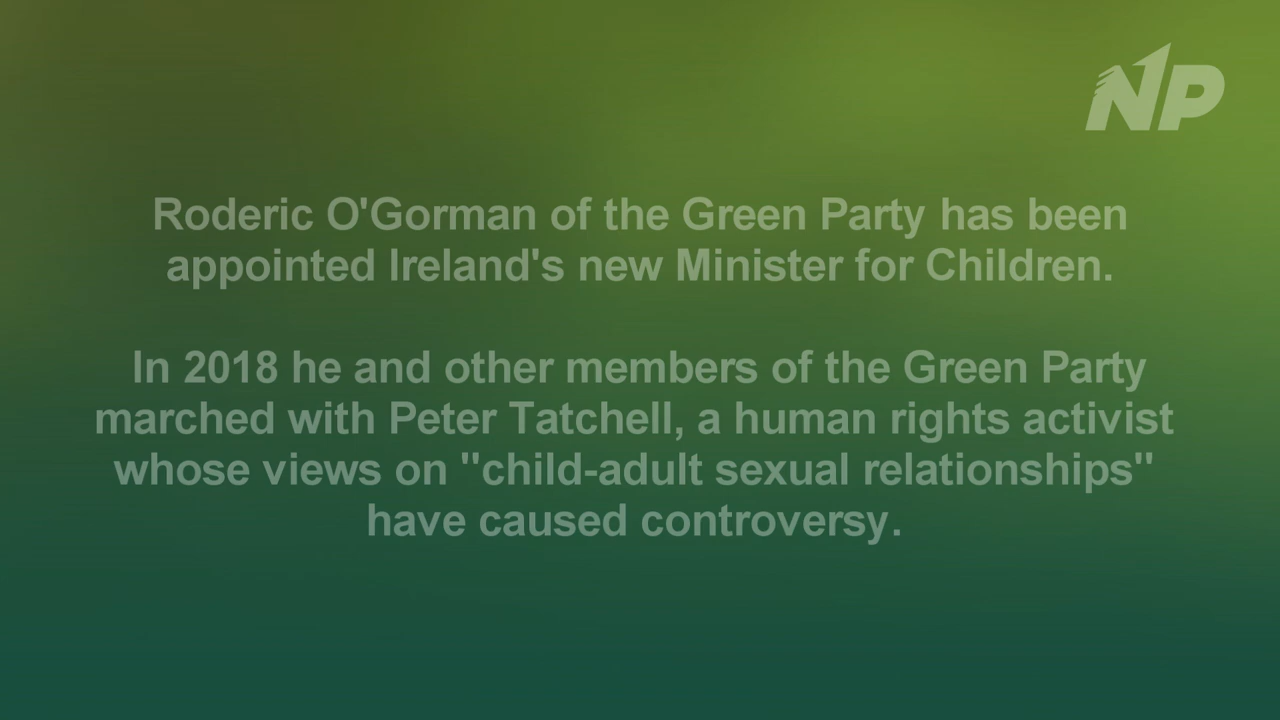 NP
Roderic O'Gorman of the Green Party has been
appointed Ireland's new Minister for Children.
In 2018 he and other members of the Green Party
marched with Peter Tatchell, a human rights activist
whose views on "child-adult sexual relationships"
have caused controversy.